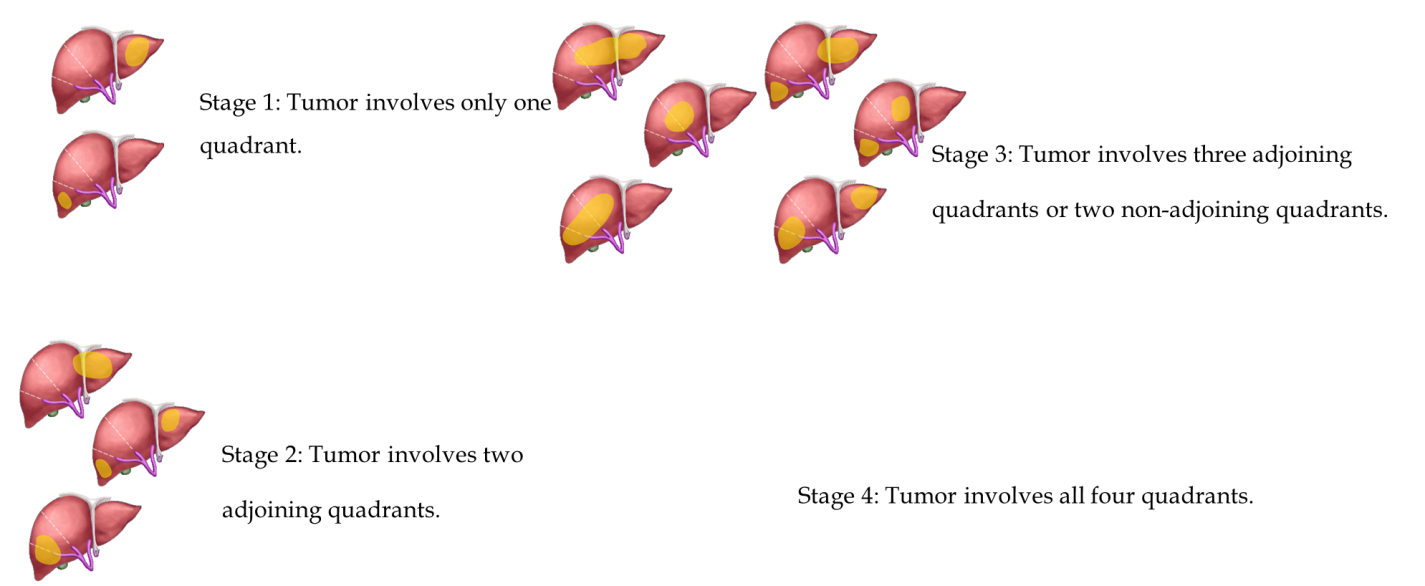 Stage 1: Tumor involves only one
quadrant.
Stage 2: Tumor involves two
adjoining quadrants.
Stage 3: Tumor involves three adjoining
quadrants or two non-adjoining quadrants.
Stage 4: Tumor involves all four quadrants.